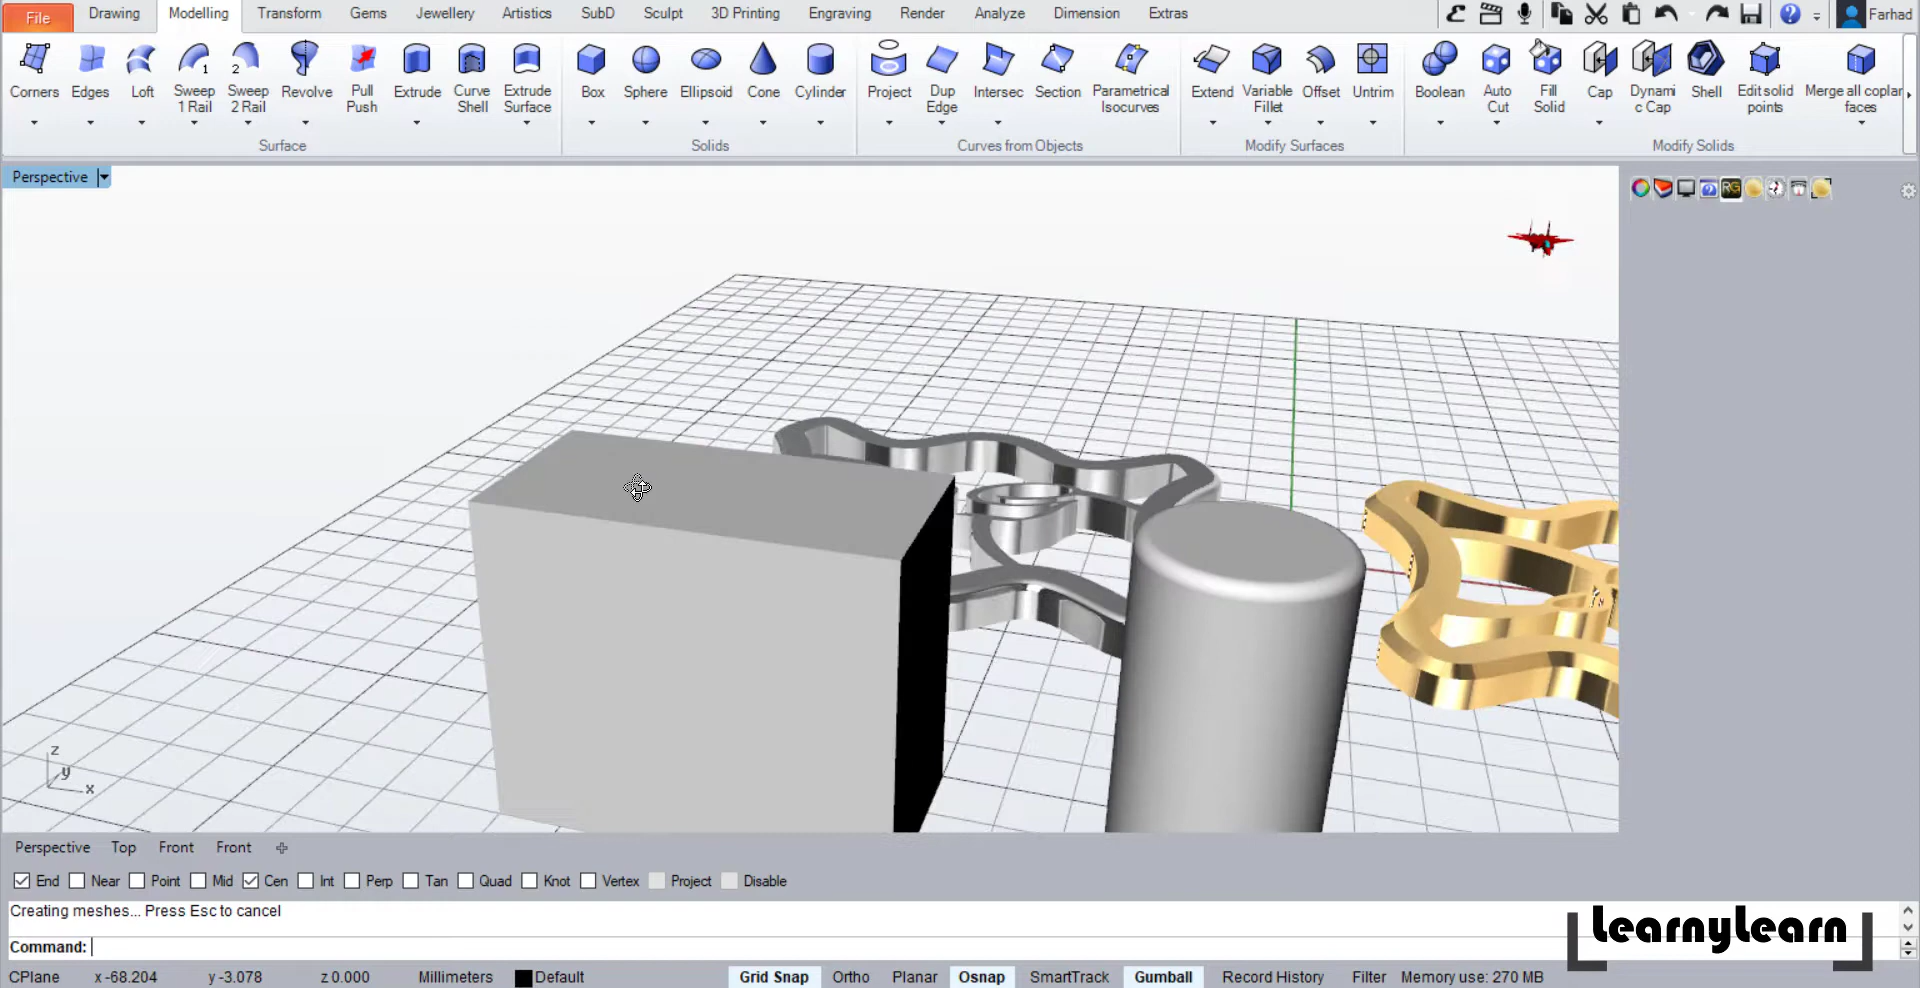 File Drawing Modelling Transform Gems Jewellery Artistics SubD Sculpt 3D Printing Engraving Render Analyze Dimension Extras Farhad
Corners Edges Loft Sweep 1 Rail Sweep 2 Rail Revolve Pull Push Extrude Curve Shell Extrude Surface Box Sphere Ellipsoid Cone Cylinder Project Dup Edge Intersec Section Parametrical Isocurves Extend Variable Fillet Offset Untrim Boolean Auto Cut Fill Solid Cap Dynami c Cap Shell Edit solid points Merge all coplar faces
Surface Solids Curves from Objects Modify Surfaces Modify Solids
Perspective
RG
z
y
x
Perspective Top Front Front
End Near Point Mid Cen Int Perp Tan Quad Knot Vertex Project Disable
Creating meshes... Press Esc to cancel
Command:
LearnyLearn
CPlane x -68.204 y -3.078 z 0.000 Millimeters Default Grid Snap Ortho Planar Osnap SmartTrack Gumball Record History Filter Memory use: 270 MB